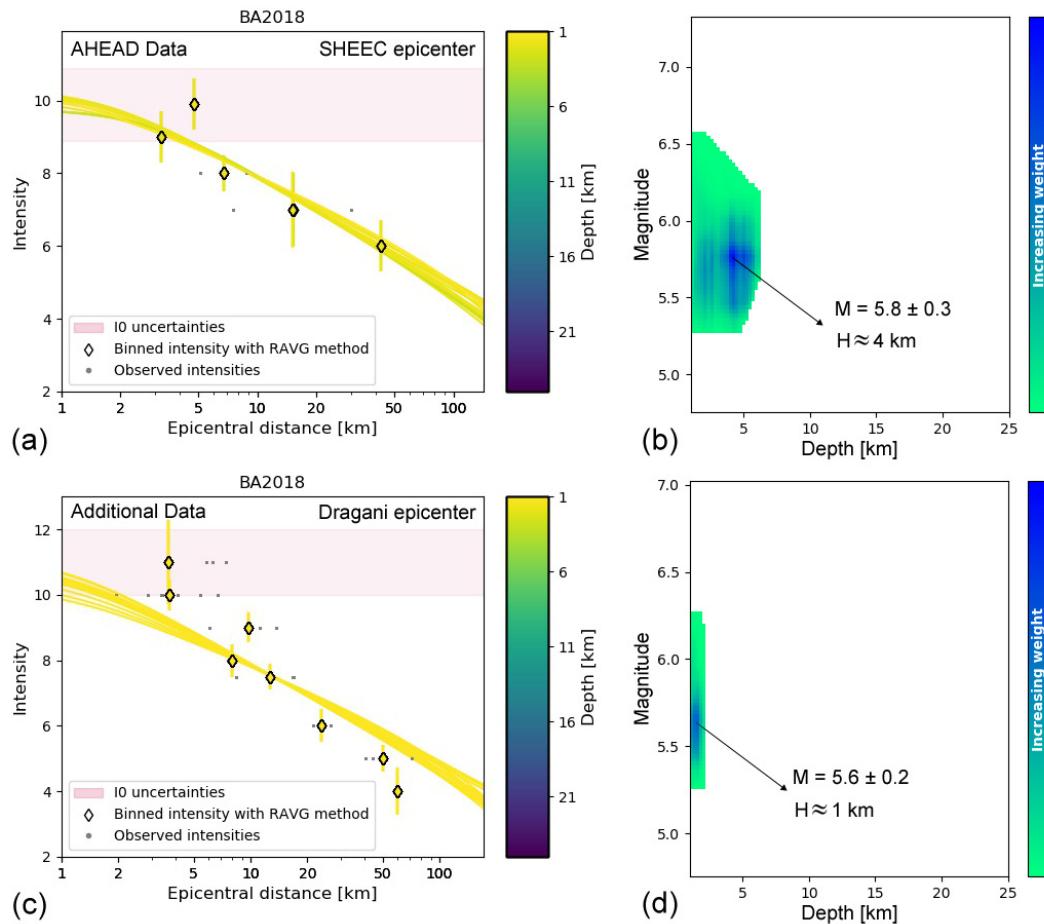 BA2018
AHEAD Data
SHEEC epicenter
10
8
6
4
2
Intensity
I0 uncertainties
Binned intensity with RAVG method
Observed intensities
1 2 5 10 20 50 100
Epicentral distance [km]
1
6
11
16
21
Depth [km]
(a)
7.0
6.5
6.0
5.5
5.0
Magnitude
M = 5.8 ± 0.3
H≈ 4 km
5 10 15 20 25
Depth [km]
Increasing weight
(b)
BA2018
Additional Data
Dragani epicenter
12
10
8
6
4
2
Intensity
I0 uncertainties
Binned intensity with RAVG method
Observed intensities
1 2 5 10 20 50 100
Epicentral distance [km]
1
6
11
16
21
Depth [km]
(c)
7.0
6.5
6.0
5.5
5.0
Magnitude
M = 5.6 ± 0.2
H≈ 1 km
5 10 15 20 25
Depth [km]
Increasing weight
(d)